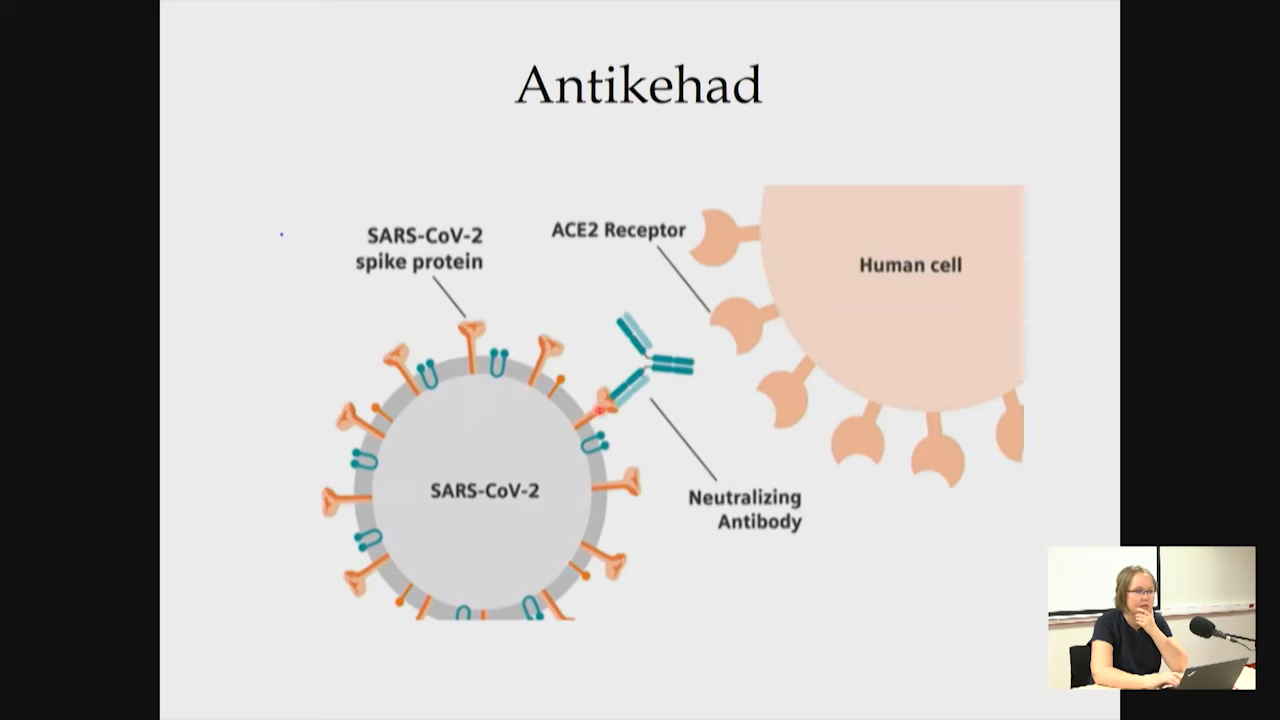 Antikehad
SARS-CoV-2
spike protein
ACE2 Receptor
Human cell
SARS-CoV-2
Neutralizing
Antibody